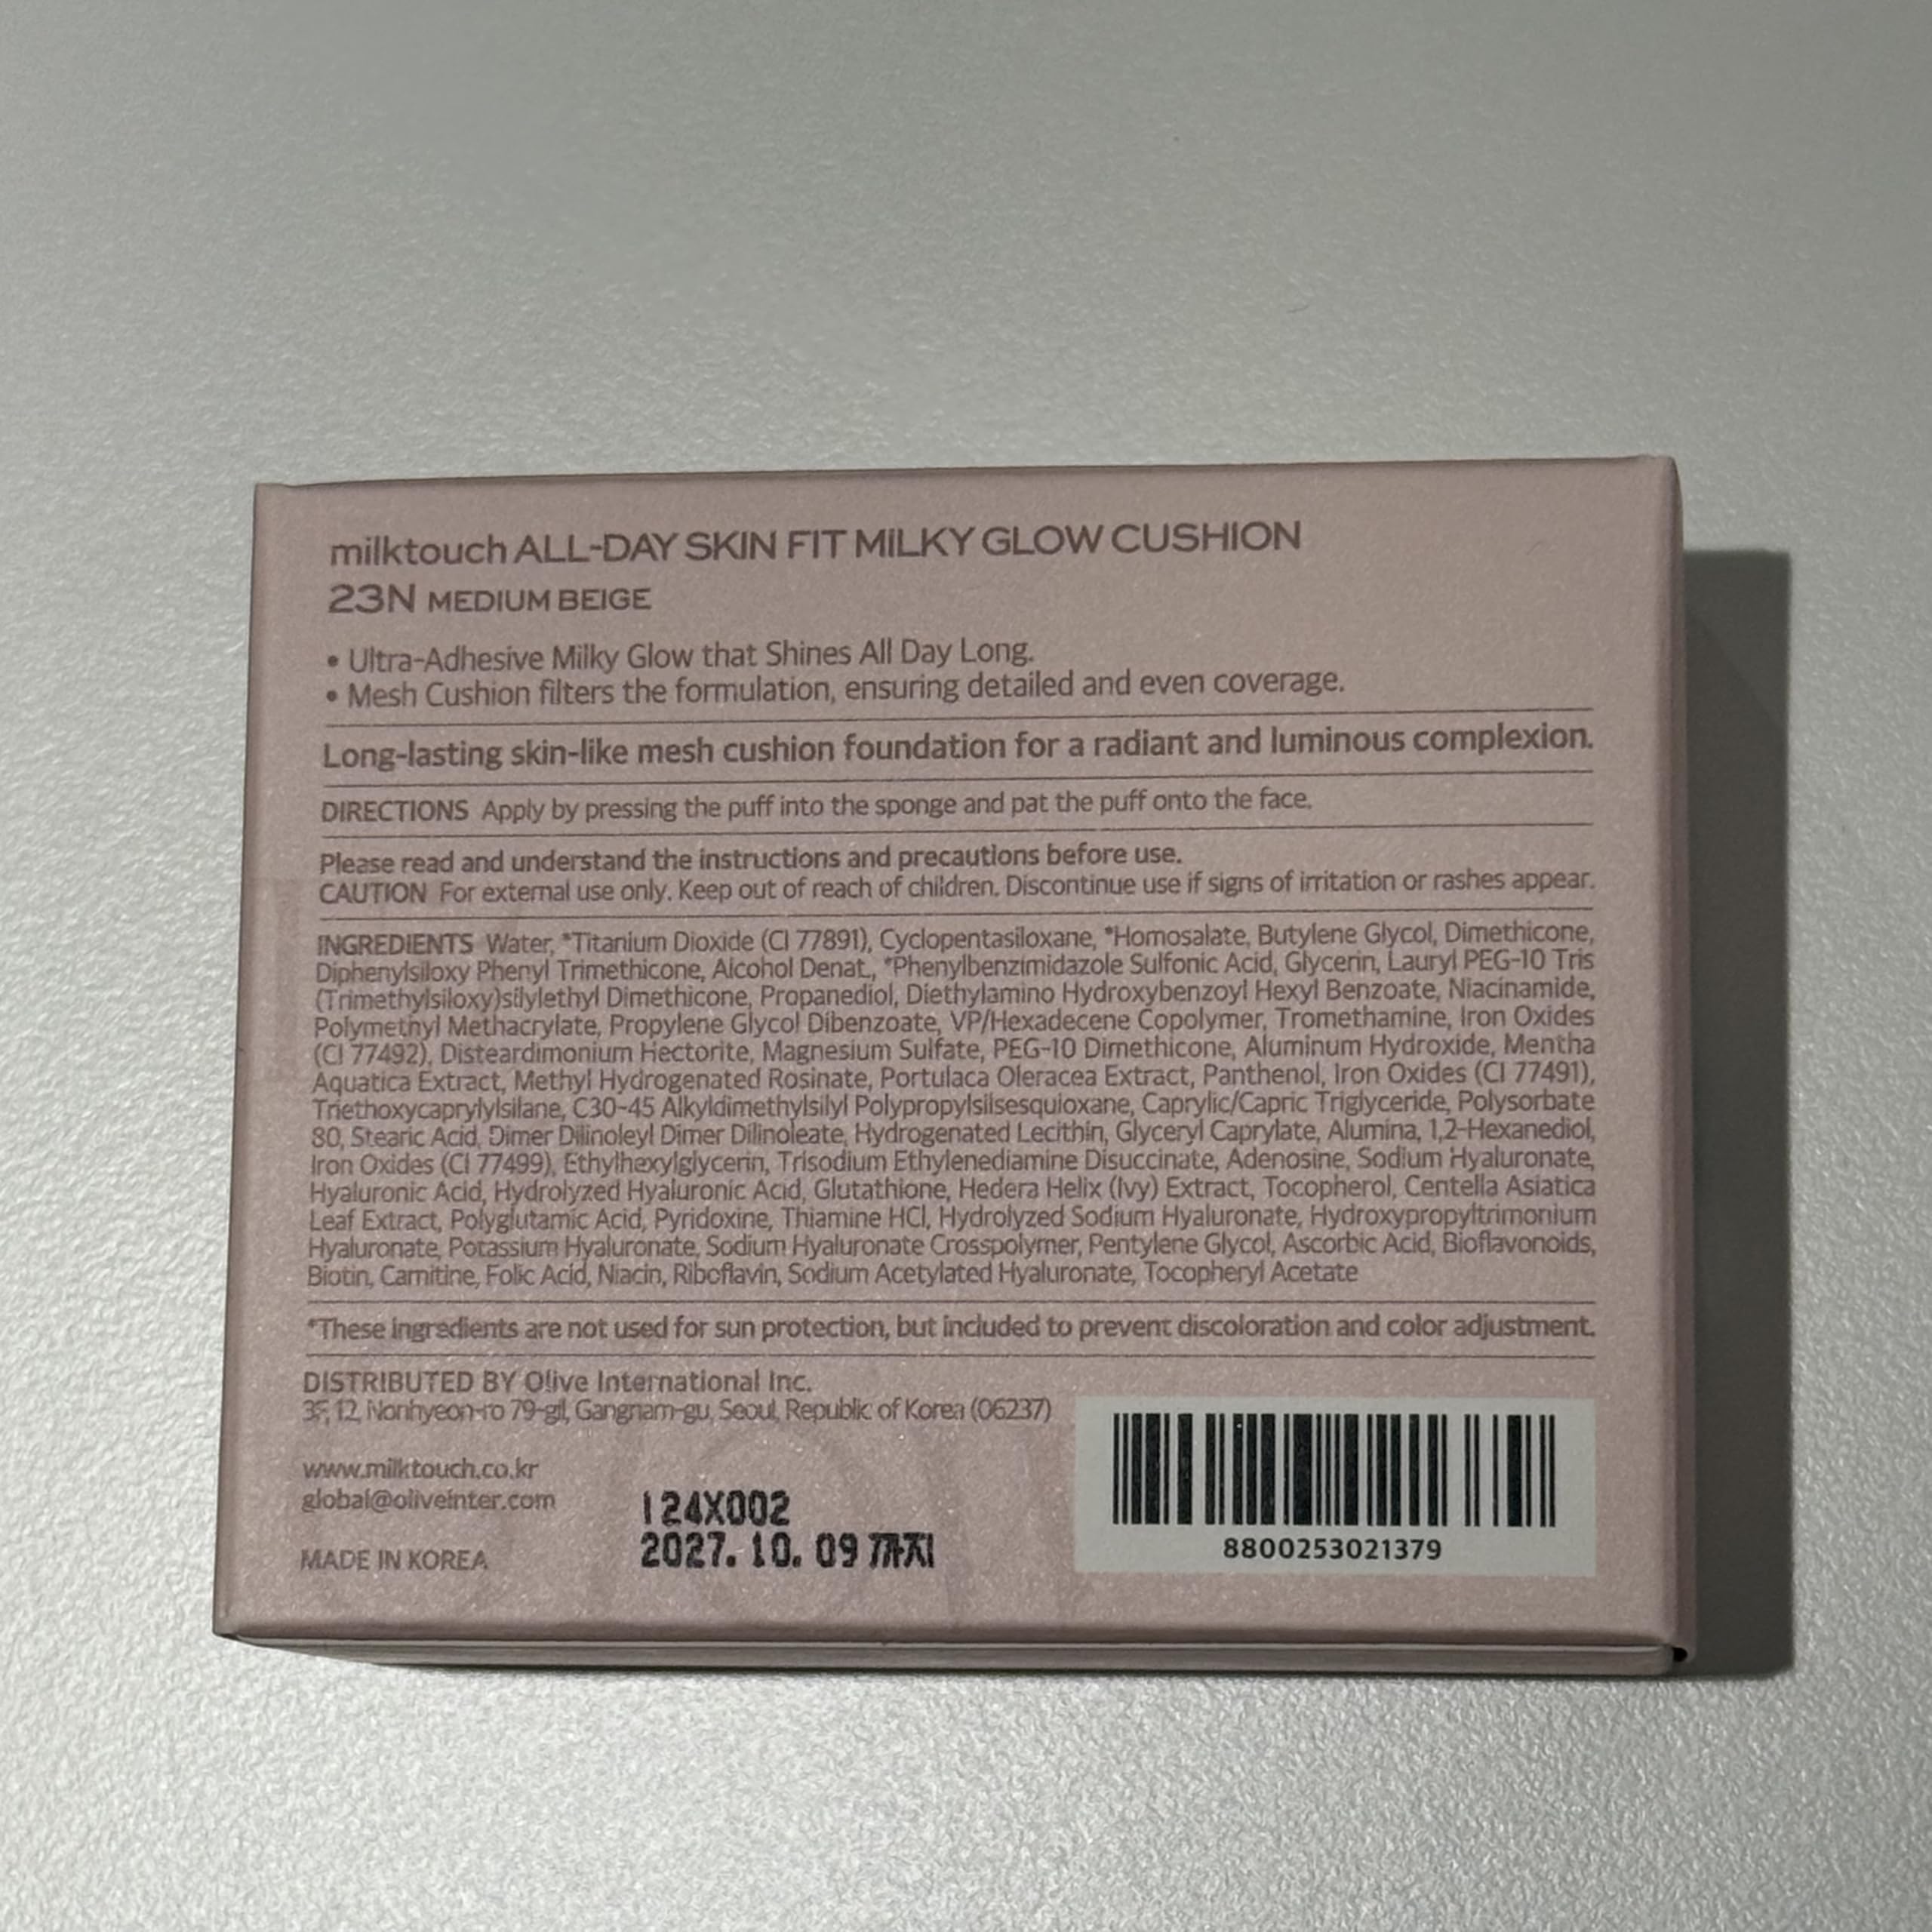 milktouch ALL-DAY SKIN FIT MILKY GLOW CUSHION
23N MEDIUM BEIGE
• Ultra-Adhesive Milky Glow that Shines All Day Long.
• Mesh Cushion filters the formulation, ensuring detailed and even coverage.
Long-lasting skin-like mesh cushion foundation for a radiant and luminous complexion.
DIRECTIONS Apply by pressing the puff into the sponge and pat the puff onto the face.
Please read and understand the instructions and precautions before use.
CAUTION For external use only. Keep out of reach of children. Discontinue use if signs of irritation or rashes appear.
INGREDIENTS Water, *Titanium Dioxide (CI 77891), Cyclopentasiloxane, *Homosalate, Butylene Glycol, Dimethicone,
Diphenylsiloxy Phenyl Trimethicone, Alcohol Denat., *Phenylbenzimidazole Sulfonic Acid, Glycerin, Lauryl PEG-10 Tris
(Trimethylsiloxy)silylethyl Dimethicone, Propanediol, Diethylamino Hydroxybenzoyl Hexyl Benzoate, Niacinamide,
Polymethyl Methacrylate, Propylene Glycol Dibenzoate, VP/Hexadecene Copolymer, Tromethamine, Iron Oxides
(CI 77492), Disteardimonium Hectorite, Magnesium Sulfate, PEG-10 Dimethicone, Aluminum Hydroxide, Mentha
Aquatica Extract, Methyl Hydrogenated Rosinate, Portulaca Oleracea Extract, Panthenol, Iron Oxides (CI 77491),
Triethoxycaprylylsilane, C30-45 Alkyldimethylsilyl Polypropylsilsesquioxane, Caprylic/Capric Triglyceride, Polysorbate
80, Stearic Acid, Dimer Dilinoleyl Dimer Dilinoleate, Hydrogenated Lecithin, Glyceryl Caprylate, Alumina, 1,2-Hexanediol,
Iron Oxides (CI 77499), Ethylhexylglycerin, Trisodium Ethylenediamine Disuccinate, Adenosine, Sodium Hyaluronate,
Hyaluronic Acid, Hydrolyzed Hyaluronic Acid, Glutathione, Hedera Helix (Ivy) Extract, Tocopherol, Centella Asiatica
Leaf Extract, Polyglutamic Acid, Pyridoxine, Thiamine HCl, Hydrolyzed Sodium Hyaluronate, Hydroxypropyltrimonium
Hyaluronate, Potassium Hyaluronate, Sodium Hyaluronate Crosspolymer, Pentylene Glycol, Ascorbic Acid, Bioflavonoids,
Biotin, Carnitine, Folic Acid, Niacin, Riboflavin, Sodium Acetylated Hyaluronate, Tocopheryl Acetate
*These ingredients are not used for sun protection, but included to prevent discoloration and color adjustment.
DISTRIBUTED BY Olive International Inc.
3F, 12, Nonhyeon-ro 79-gil, Gangnam-gu, Seoul, Republic of Korea (06237)
www.milktouch.co.kr
global@oliveinter.com
MADE IN KOREA
124X002
2027. 10. 09 까지
8800253021379